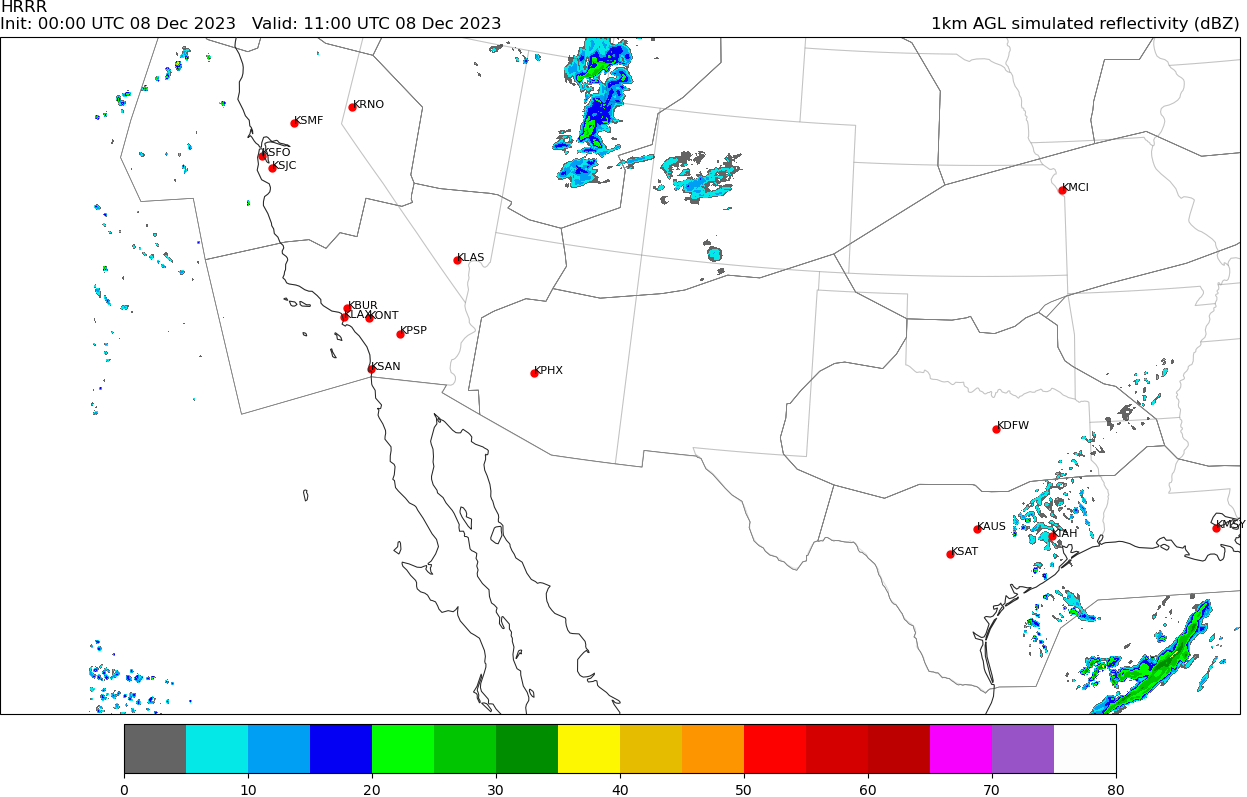 HRRR
Init: 00:00 UTC 08 Dec 2023   Valid: 11:00 UTC 08 Dec 2023   1km AGL simulated reflectivity (dBZ)
KRNO
KSMF
KSFO
KSJC
KMCI
KLAS
KBUR
KLAX
KONT
KPSP
KSAN
KPHX
KDFW
KAUS
KMSY
KIAH
KSAT
0 10 20 30 40 50 60 70 80